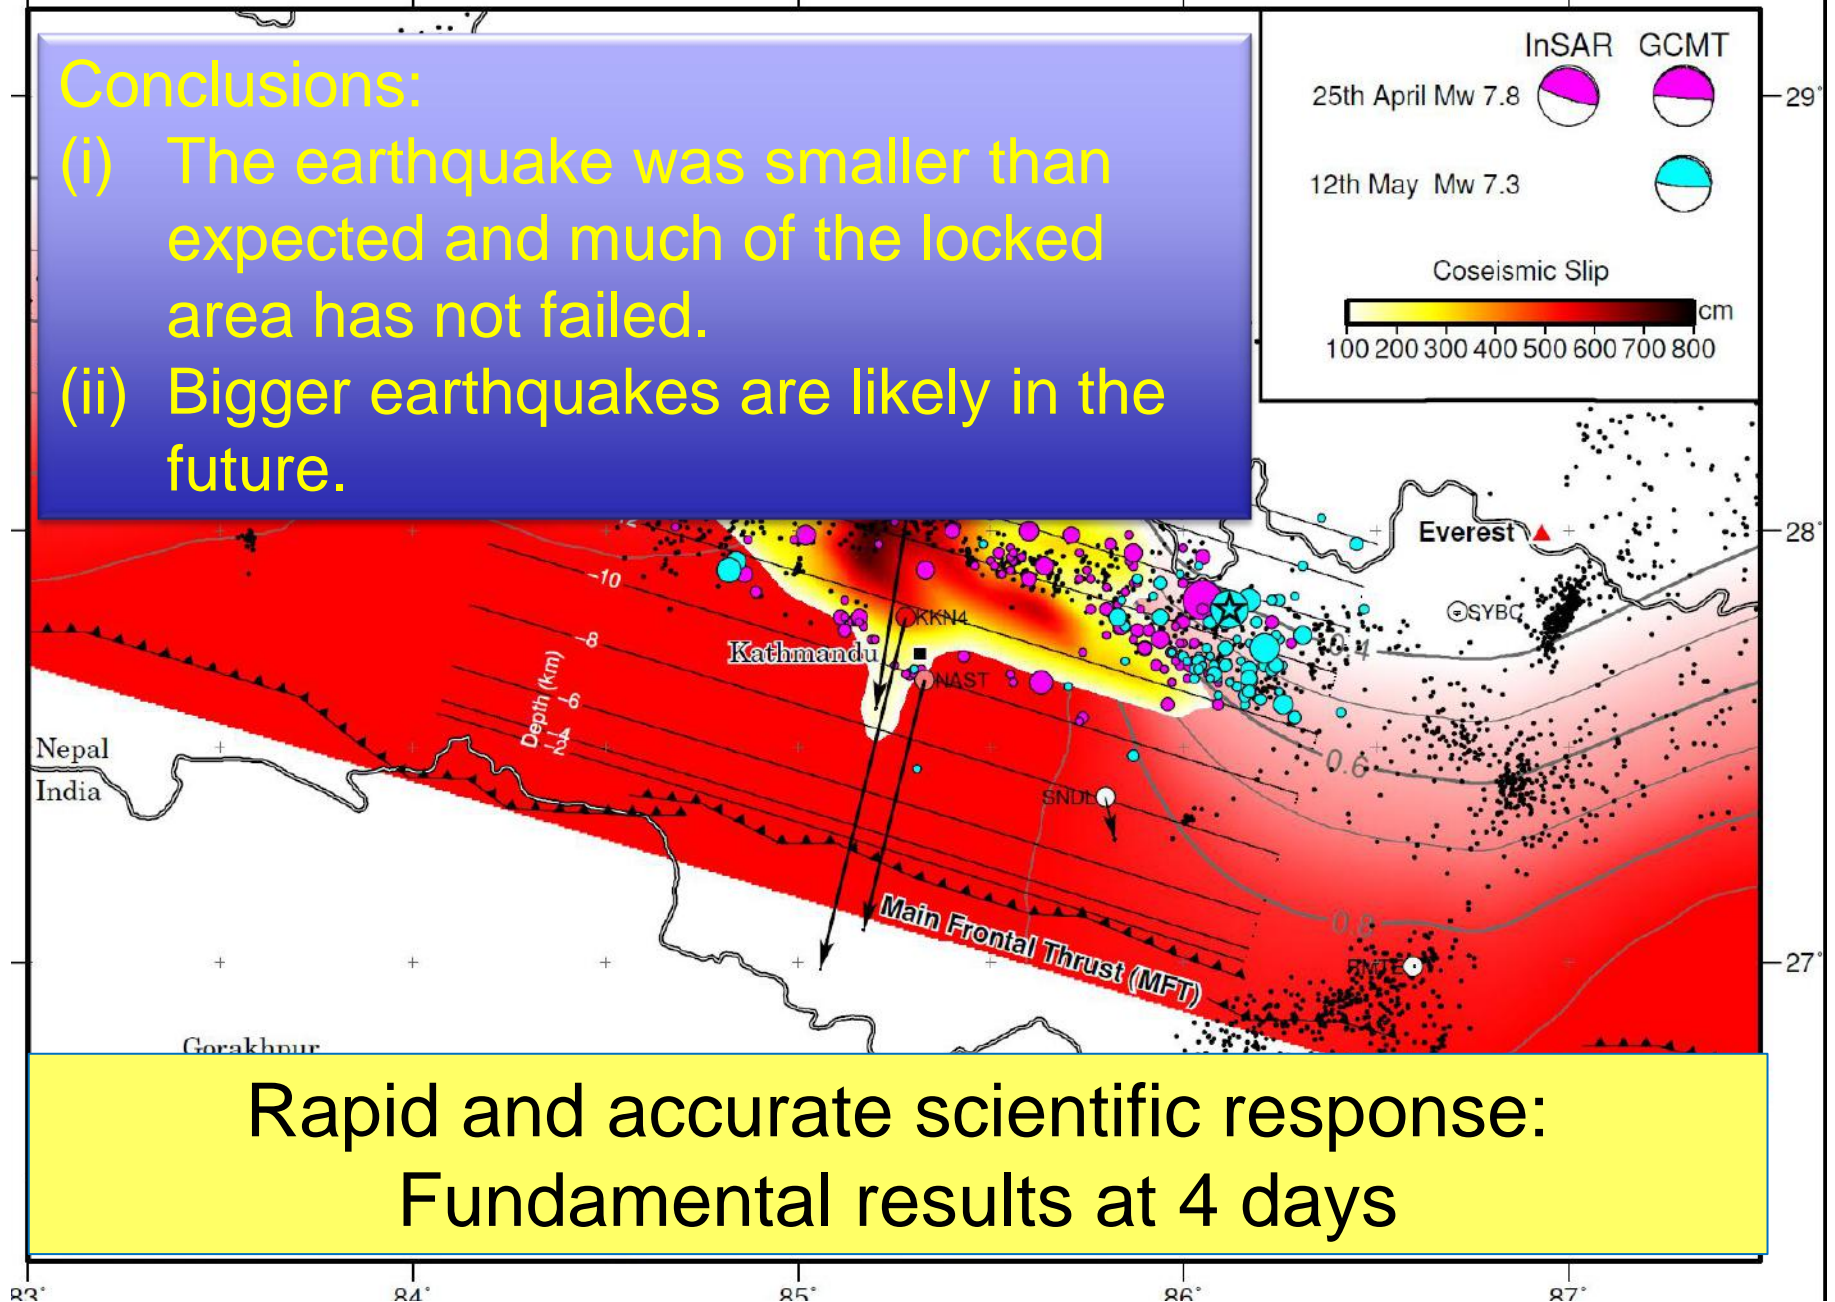 Conclusions:
(i) The earthquake was smaller than
expected and much of the locked
area has not failed.
(ii) Bigger earthquakes are likely in the
future.
InSAR GCMT
25th April Mw 7.8
12th May Mw 7.3
Coseismic Slip
cm
100 200 300 400 500 600 700 800
29°
28°
27°
Everest
SYBC
-10
-8
-6
Depth (km)
KKN4
Kathmandu
NAST
0.4
0.6
0.8
SNDL
RMTE
Nepal
India
Main Frontal Thrust (MFT)
Gorakhpur
Rapid and accurate scientific response:
Fundamental results at 4 days
83° 84° 85° 86° 87°